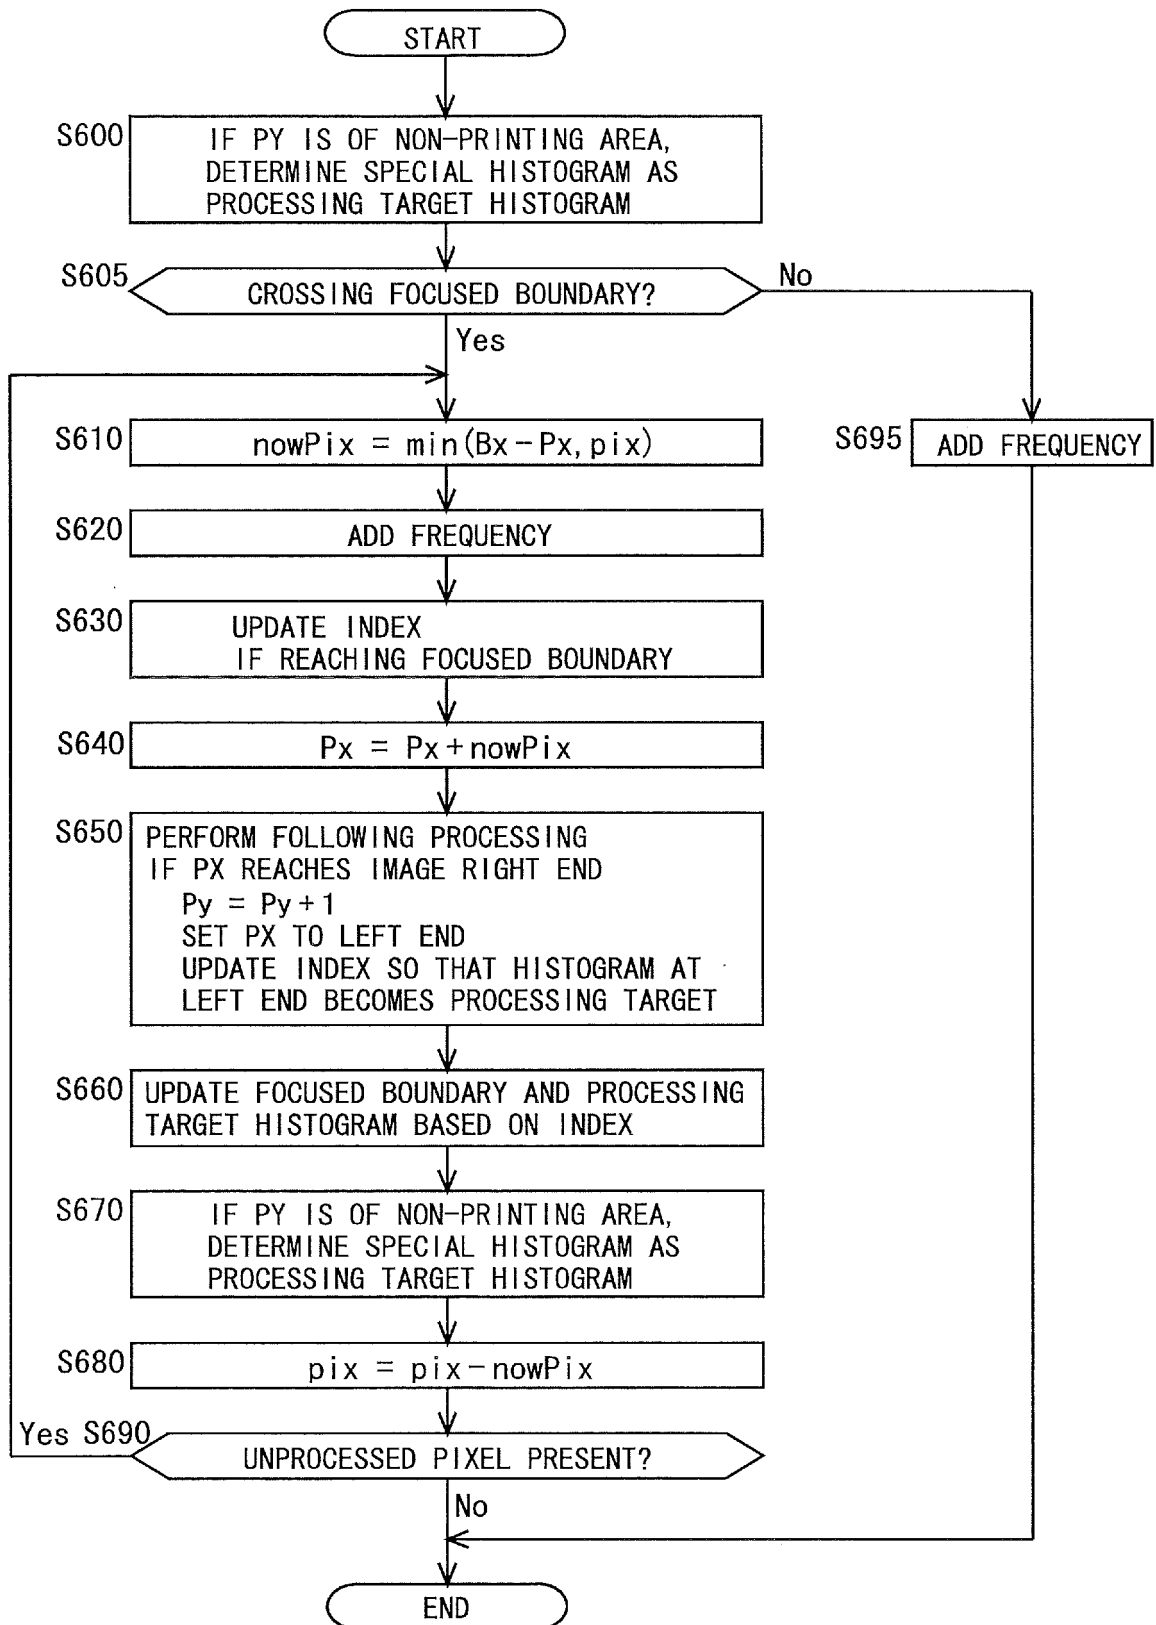 START
S600
IF PY IS OF NON-PRINTING AREA,
DETERMINE SPECIAL HISTOGRAM AS
PROCESSING TARGET HISTOGRAM
S605
CROSSING FOCUSED BOUNDARY?
No
Yes
S610
nowPix = min(Bx-Px,pix)
S695
ADD FREQUENCY
S620
ADD FREQUENCY
S630
UPDATE INDEX
IF REACHING FOCUSED BOUNDARY
S640
Px = Px+nowPix
S650
PERFORM FOLLOWING PROCESSING
IF PX REACHES IMAGE RIGHT END
Py = Py+1
SET PX TO LEFT END
UPDATE INDEX SO THAT HISTOGRAM AT
LEFT END BECOMES PROCESSING TARGET
S660
UPDATE FOCUSED BOUNDARY AND PROCESSING
TARGET HISTOGRAM BASED ON INDEX
S670
IF PY IS OF NON-PRINTING AREA,
DETERMINE SPECIAL HISTOGRAM AS
PROCESSING TARGET HISTOGRAM
S680
pix = pix-nowPix
Yes S690
UNPROCESSED PIXEL PRESENT?
No
END